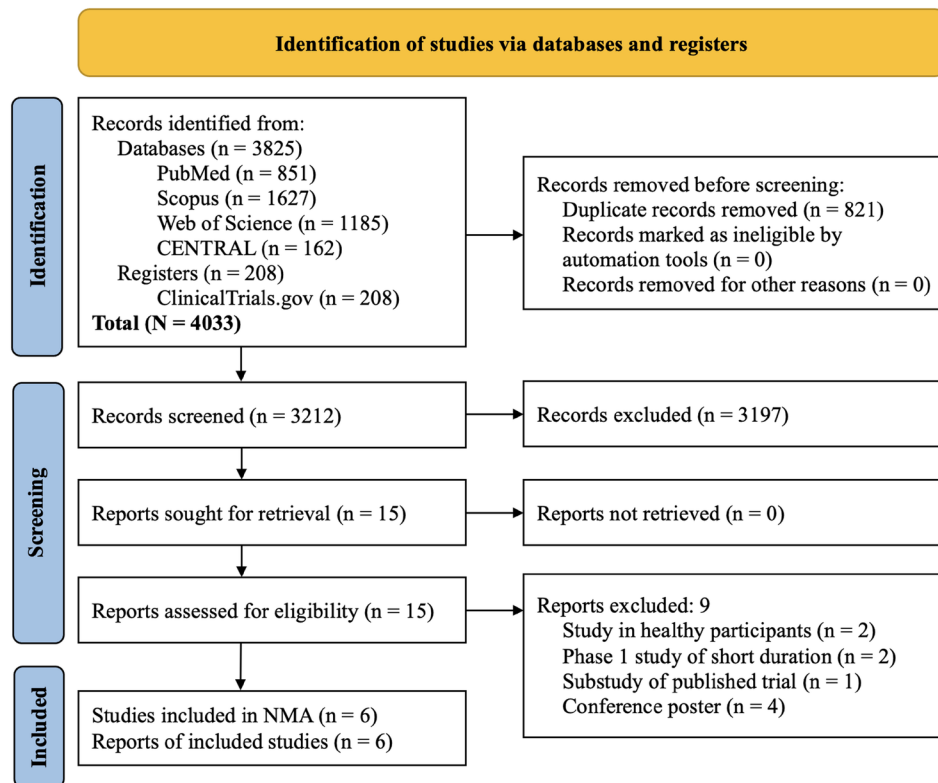 Identification of studies via databases and registers
Identification
Records identified from:
Databases (n = 3825)
PubMed (n = 851)
Scopus (n = 1627)
Web of Science (n = 1185)
CENTRAL (n = 162)
Registers (n = 208)
ClinicalTrials.gov (n = 208)
Total (N = 4033)
Records removed before screening:
Duplicate records removed (n = 821)
Records marked as ineligible by
automation tools (n = 0)
Records removed for other reasons (n = 0)
Screening
Records screened (n = 3212)
Records excluded (n = 3197)
Reports sought for retrieval (n = 15)
Reports not retrieved (n = 0)
Reports assessed for eligibility (n = 15)
Reports excluded: 9
Study in healthy participants (n = 2)
Phase 1 study of short duration (n = 2)
Substudy of published trial (n = 1)
Conference poster (n = 4)
Included
Studies included in NMA (n = 6)
Reports of included studies (n = 6)